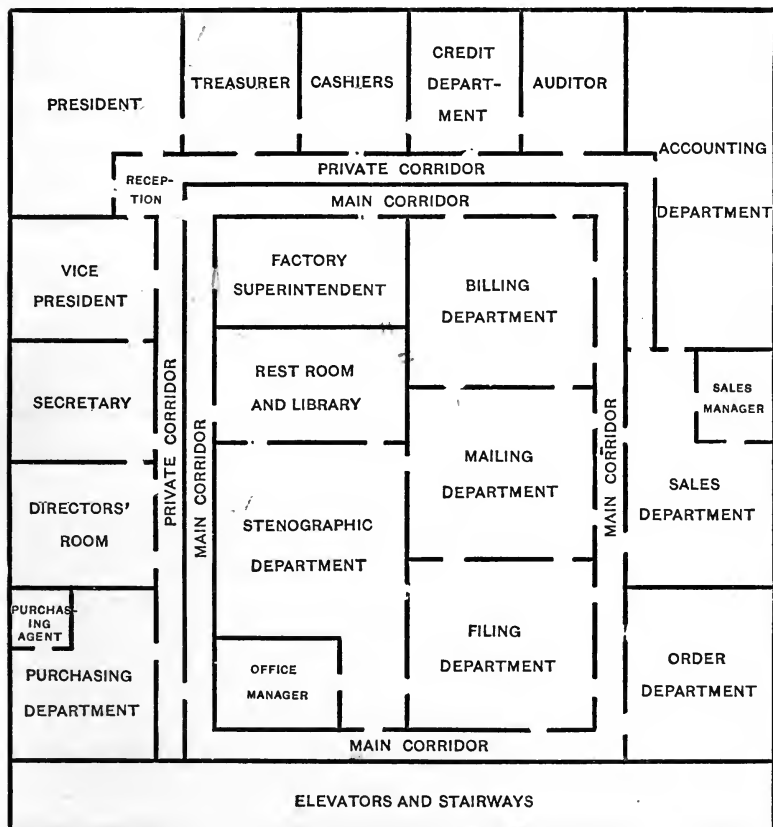 PRESIDENT
TREASURER
CASHIERS
CREDIT
DEPART-
MENT
AUDITOR
ACCOUNTING
DEPARTMENT
PRIVATE CORRIDOR
RECEP-
TION
MAIN CORRIDOR
VICE
PRESIDENT
FACTORY
SUPERINTENDENT
BILLING
DEPARTMENT
SECRETARY
REST ROOM
AND LIBRARY
SALES
MANAGER
PRIVATE CORRIDOR
MAIN CORRIDOR
MAILING
DEPARTMENT
MAIN CORRIDOR
SALES
DEPARTMENT
DIRECTORS'
ROOM
STENOGRAPHIC
DEPARTMENT
PURCHAS-
ING
AGENT
PURCHASING
DEPARTMENT
OFFICE
MANAGER
FILING
DEPARTMENT
ORDER
DEPARTMENT
MAIN CORRIDOR
ELEVATORS AND STAIRWAYS